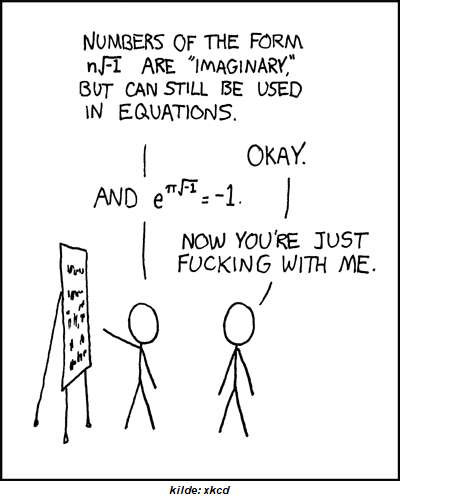 NUMBERS OF THE FORM
n√-1 ARE "IMAGINARY,"
BUT CAN STILL BE USED
IN EQUATIONS.
OKAY.
AND e^π√-1 = -1.
NOW YOU'RE JUST
FUCKING WITH ME.
kilde: xkcd